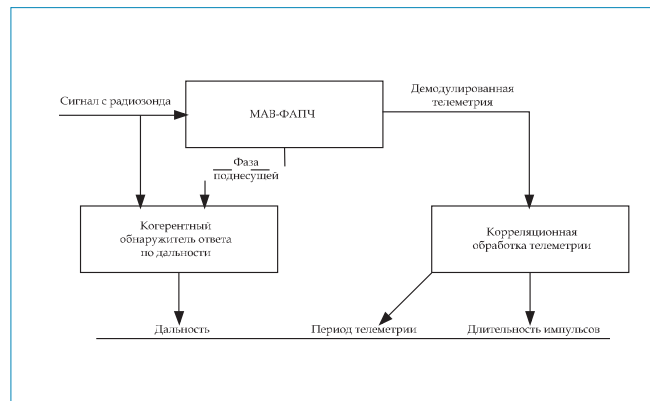 Сигнал с радиозонда
МАВ-ФАПЧ
Демодулированная
телеметрия
Фаза
поднесущей
Когерентный
обнаружитель ответа
по дальности
Корреляционная
обработка телеметрии
Дальность
Период телеметрии
Длительность импульсов